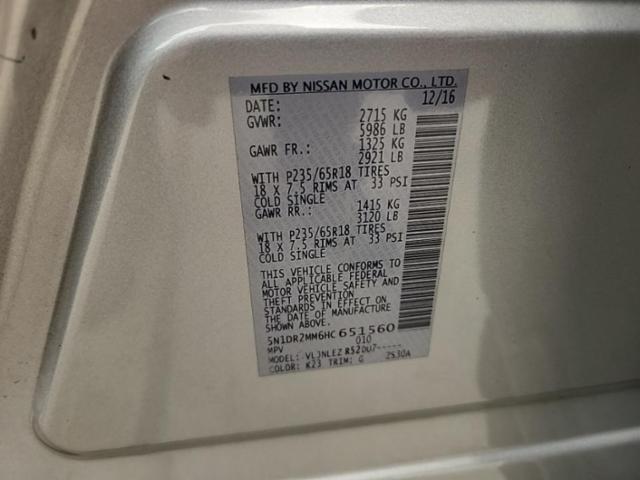 MFD BY NISSAN MOTOR CO., LTD.
DATE: 12/16
GVWR: 2715 KG
5986 LB
GAWR FR.: 1325 KG
2921 LB
WITH P235/65R18 TIRES
18 X 7.5 RIMS AT 33 PSI
COLD SINGLE
GAWR RR.: 1415 KG
3120 LB
WITH P235/65R18 TIRES
18 X 7.5 RIMS AT 33 PSI
COLD SINGLE
THIS VEHICLE CONFORMS TO
ALL APPLICABLE FEDERAL
MOTOR VEHICLE SAFETY AND
THEFT PREVENTION
STANDARDS IN EFFECT ON
THE DATE OF MANUFACTURE
SHOWN ABOVE.
5N1DR2MM6HC651560
MPV 010
MODEL: VLJNLEZ R52DU7-----
COLOR: K23 TRIM: G 2530A